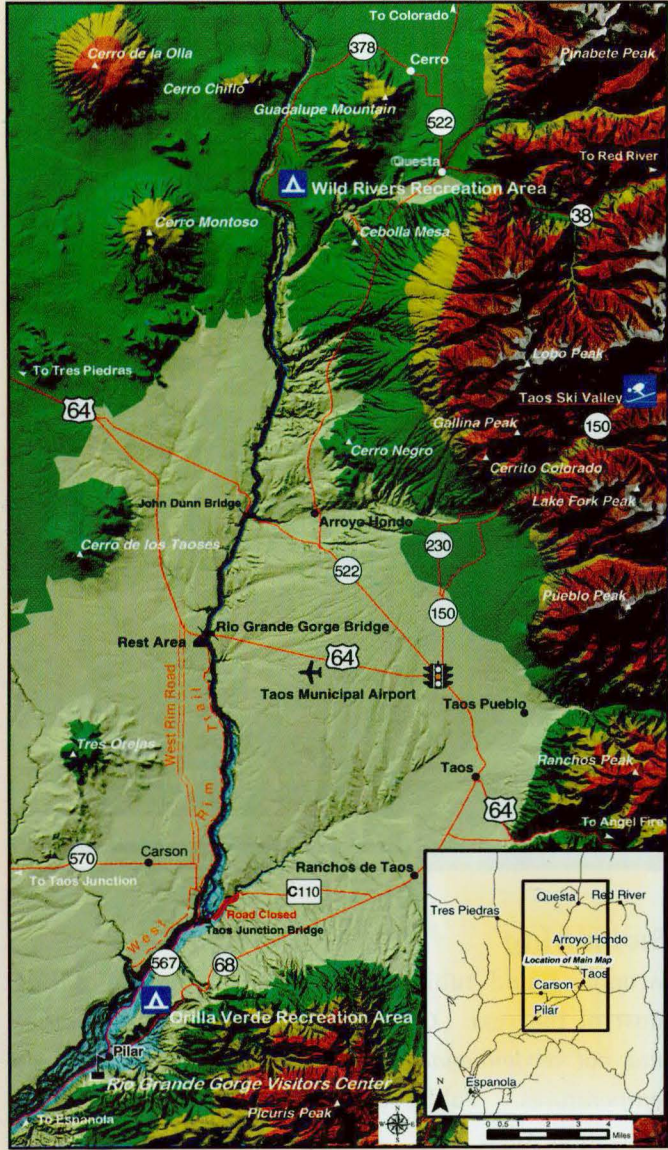 To Colorado
378
Cerro de la Olla
Cerro
Pinabete Peak
Cerro Chiflo
Guadalupe Mountain
522
Questa
To Red River
Wild Rivers Recreation Area
38
Cerro Montoso
Cebolla Mesa
Lobo Peak
To Tres Piedras
Taos Ski Valley
64
Gallina Peak
150
Cerro Negro
Cerrito Colorado
John Dunn Bridge
Lake Fork Peak
Arroyo Hondo
Cerro de los Taoses
230
522
Pueblo Peak
150
Rio Grande Gorge Bridge
Rest Area
64
Taos Municipal Airport
West Rim Road
West Rim Trail
Taos Pueblo
Tres Orejas
Ranchos Peak
Taos
64
To Angel Fire
Carson
570
To Taos Junction
Ranchos de Taos
C110
Road Closed
Taos Junction Bridge
567
68
Orilla Verde Recreation Area
Pilar
Rio Grande Gorge Visitors Center
Picuris Peak
To Espanola
Questa
Red River
Tres Piedras
Arroyo Hondo
Location of Main Map
Taos
Carson
Pilar
N
Espanola
N
W
E
S
0 0.5 1 2 3 4
Miles